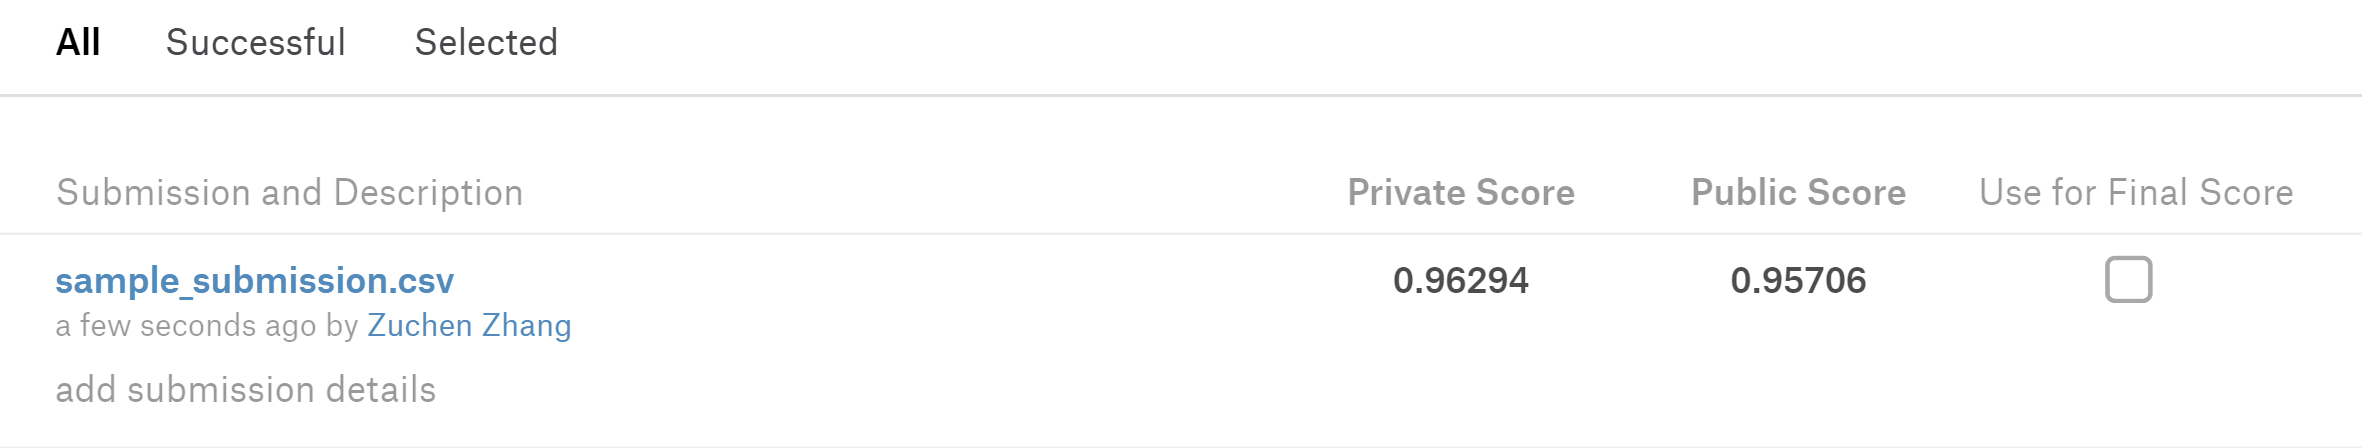 All Successful Selected
Submission and Description Private Score Public Score Use for Final Score
sample_submission.csv 0.96294 0.95706
a few seconds ago by Zuchen Zhang
add submission details